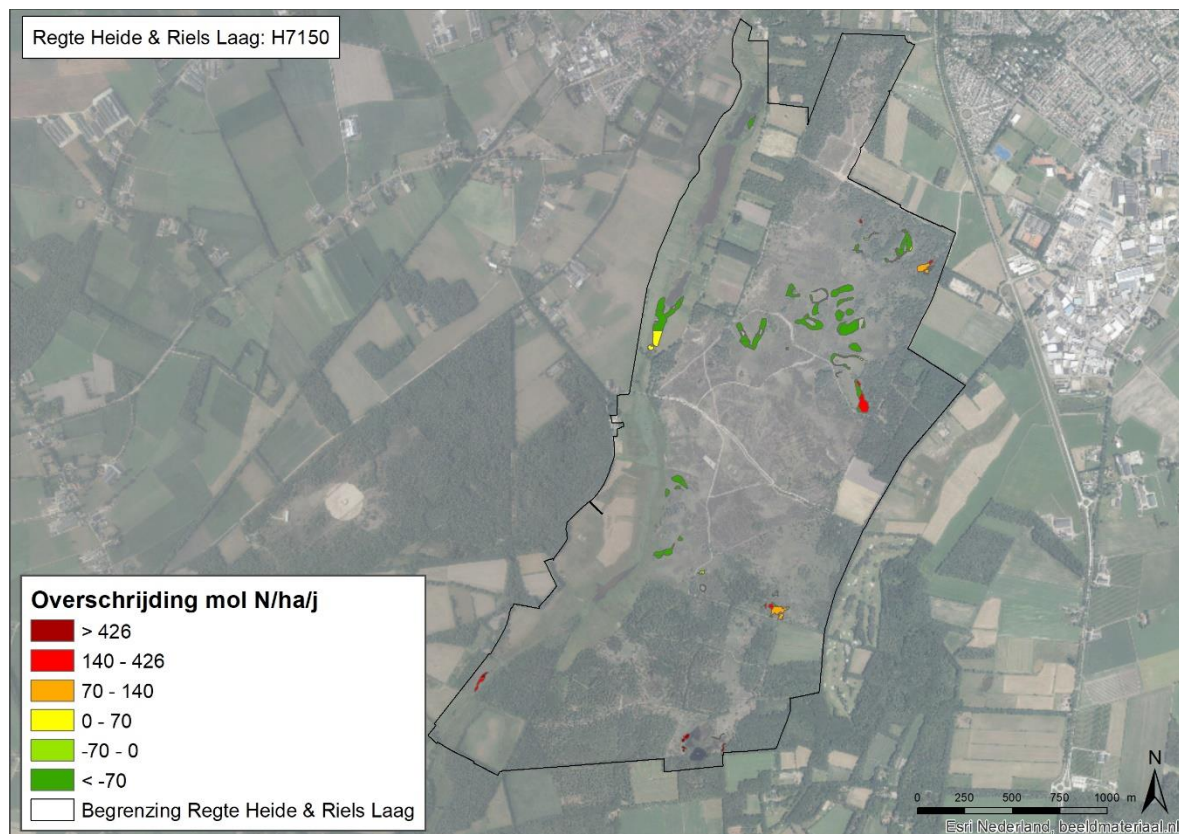 Regte Heide & Riels Laag: H7150
Overschrijding mol N/ha/j
> 426
140 - 426
70 - 140
0 - 70
-70 - 0
< -70
Begrenzing Regte Heide & Riels Laag
N
0 250 500 750 1000 m
Esri Nederland, beeldmateriaal.nl